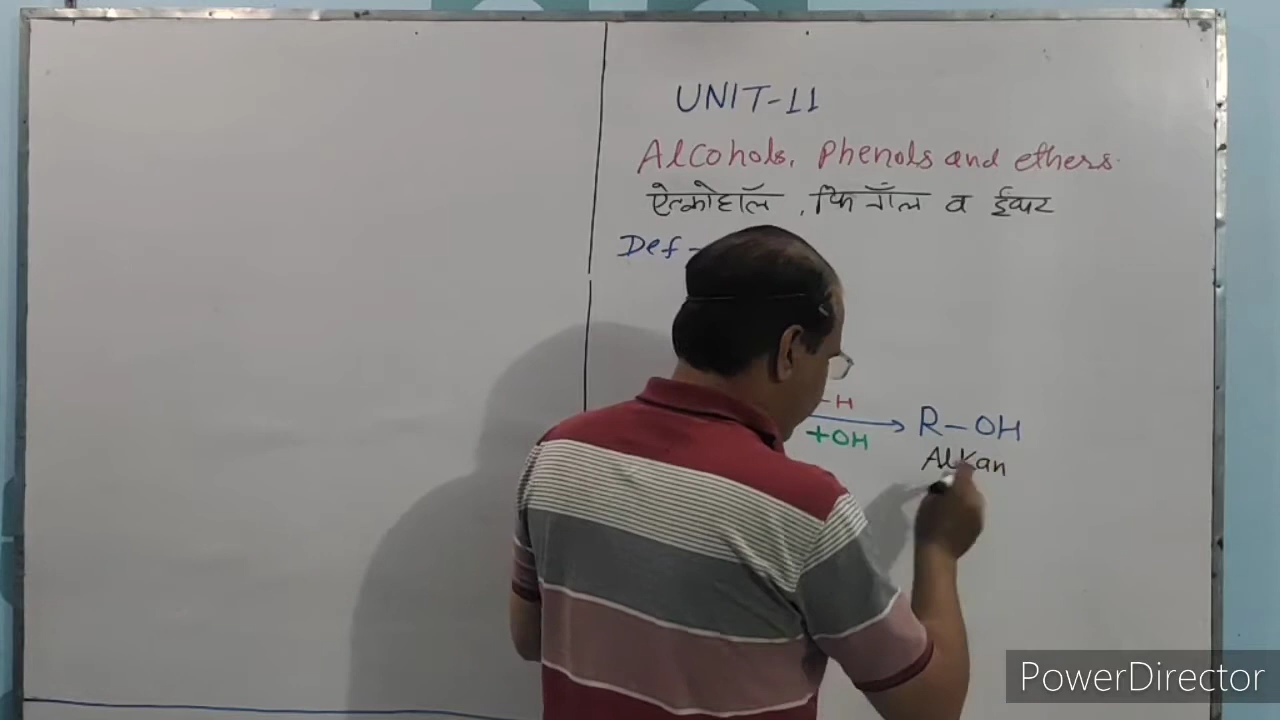 UNIT-11
Alcohols, Phenols and ethers.
ऐल्कोहॉल, फिनॉल व ईथर
Def-
-H
+OH
R-OH
Alkan
PowerDirector